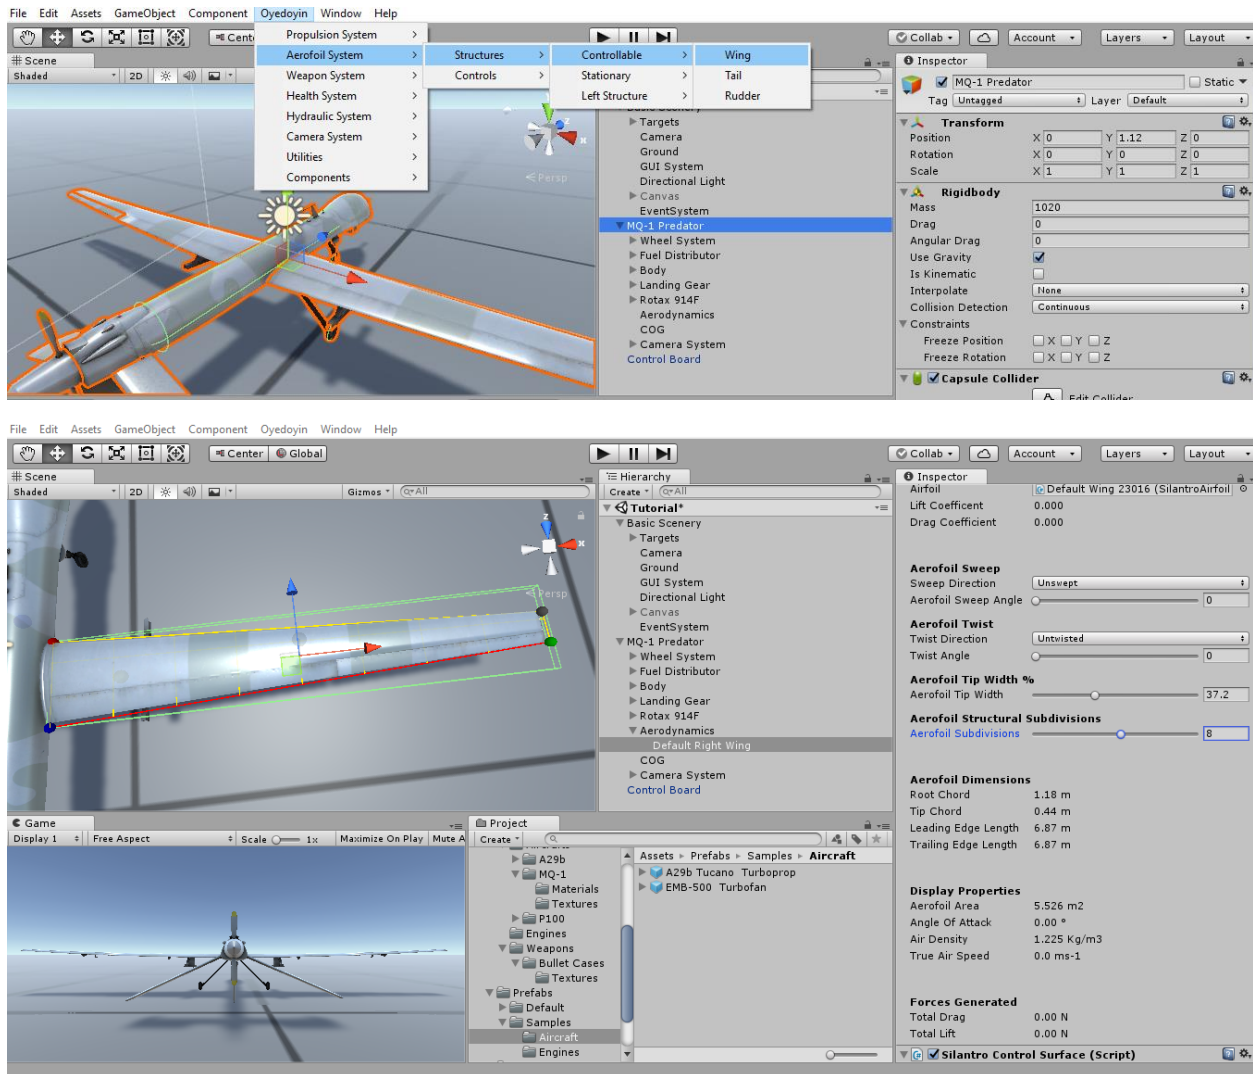 File Edit Assets GameObject Component Oyedoyin Window Help
Collab Account Layers Layout
Propulsion System
Aerofoil System Structures Controllable Wing
Weapon System Controls Stationary Tail
Health System Left Structure Rudder
Hydraulic System
Camera System
Utilities
Components
Scene
Shaded 2D
Persp
Targets
Camera
Ground
GUI System
Directional Light
Canvas
EventSystem
MQ-1 Predator
Wheel System
Fuel Distributor
Body
Landing Gear
Rotax 914F
Aerodynamics
COG
Camera System
Control Board
Inspector
MQ-1 Predator Static
Tag Untagged Layer Default
Transform
Position X 0 Y 1.12 Z 0
Rotation X 0 Y 0 Z 0
Scale X 1 Y 1 Z 1
Rigidbody
Mass 1020
Drag 0
Angular Drag 0
Use Gravity
Is Kinematic
Interpolate None
Collision Detection Continuous
Constraints
Freeze Position X Y Z
Freeze Rotation X Y Z
Capsule Collider
Edit Collider
File Edit Assets GameObject Component Oyedoyin Window Help
Center Global Collab Account Layers Layout
Scene
Shaded 2D Gizmos All
z
x
Persp
Hierarchy
Create All
Tutorial*
Basic Scenery
Targets
Camera
Ground
GUI System
Directional Light
Canvas
EventSystem
MQ-1 Predator
Wheel System
Fuel Distributor
Body
Landing Gear
Rotax 914F
Aerodynamics
Default Right Wing
COG
Camera System
Control Board
Inspector
Airfoil Default Wing 23016 (SilantroAirfoil
Lift Coefficent 0.000
Drag Coefficient 0.000
Aerofoil Sweep
Sweep Direction Unswept
Aerofoil Sweep Angle 0
Aerofoil Twist
Twist Direction Untwisted
Twist Angle 0
Aerofoil Tip Width %
Aerofoil Tip Width 37.2
Aerofoil Structural Subdivisions
Aerofoil Subdivisions 8
Aerofoil Dimensions
Root Chord 1.18 m
Tip Chord 0.44 m
Leading Edge Length 6.87 m
Trailing Edge Length 6.87 m
Display Properties
Aerofoil Area 5.526 m2
Angle Of Attack 0.00 °
Air Density 1.225 Kg/m3
True Air Speed 0.0 ms-1
Forces Generated
Total Drag 0.00 N
Total Lift 0.00 N
Silantro Control Surface (Script)
Game
Display 1 Free Aspect Scale 1x Maximize On Play Mute A
Project
Create
A29b
MQ-1
Materials
Textures
P100
Engines
Weapons
Bullet Cases
Textures
Prefabs
Default
Samples
Aircraft
Engines
Assets Prefabs Samples Aircraft
A29b Tucano Turboprop
EMB-500 Turbofan